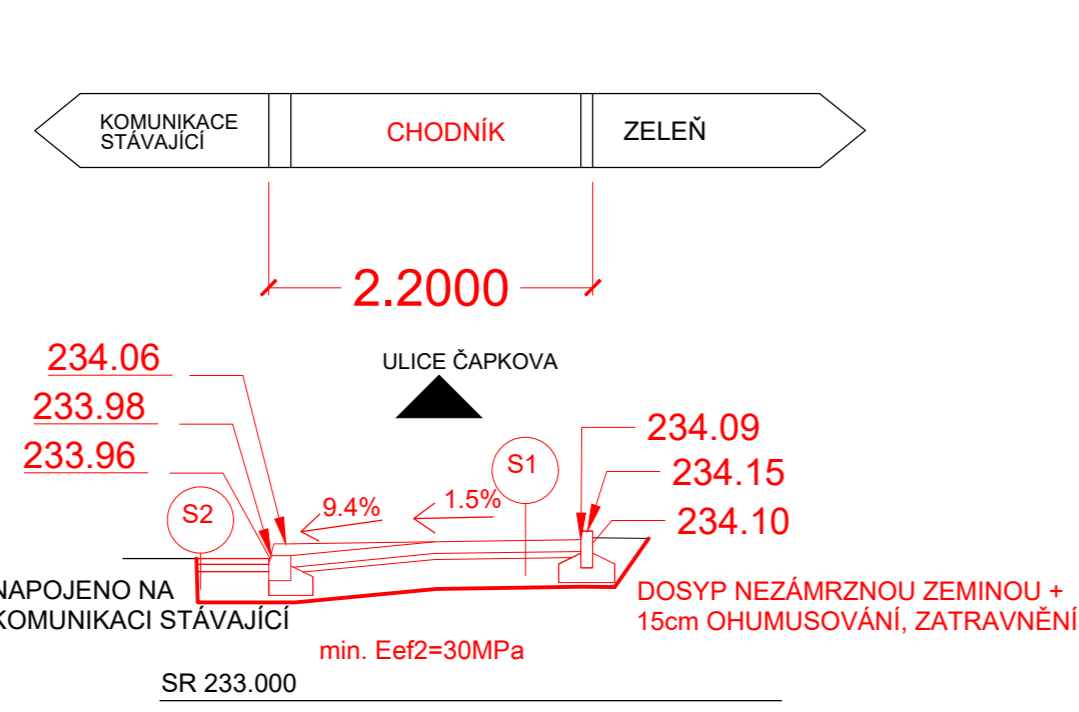 KOMUNIKACE
STÁVAJÍCÍ
CHODNÍK
ZELEŇ
2.2000
ULICE ČAPKOVA
234.06
233.98
233.96
234.09
234.15
234.10
S1
S2
9.4%
1.5%
NAPOJENO NA
KOMUNIKACI STÁVAJÍCÍ
DOSYP NEZÁMRZNOU ZEMINOU +
15cm OHUMUSOVÁNÍ, ZATRAVNĚNÍ
min. Eef2=30MPa
SR 233.000